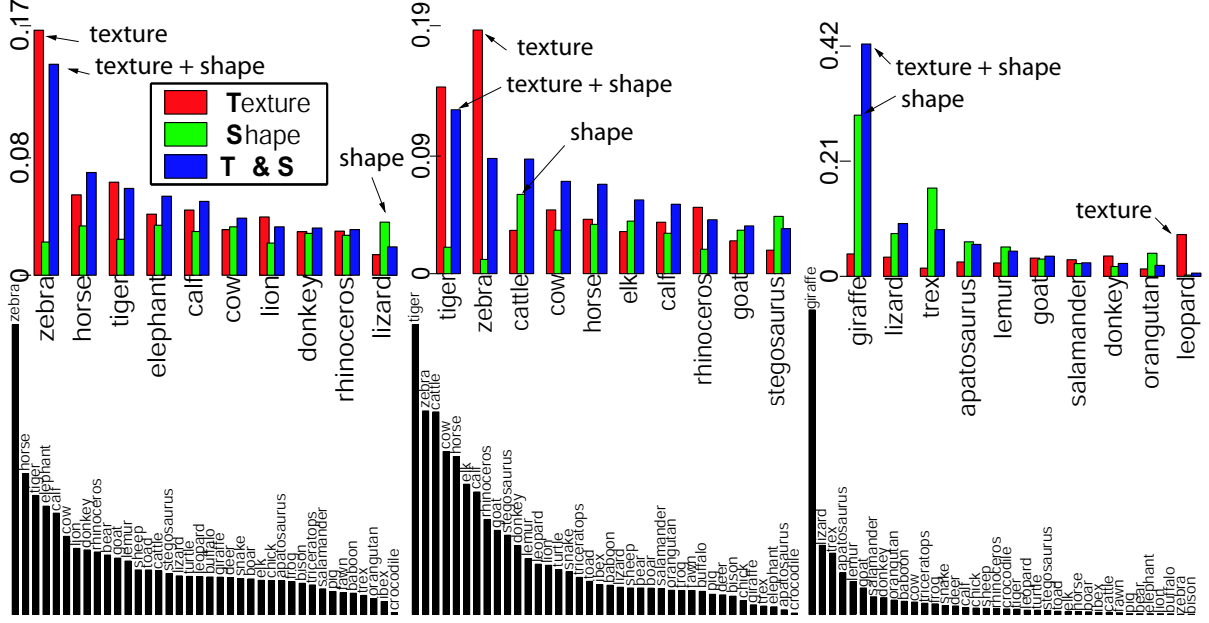 0.17
0.08
0
texture
texture + shape
Texture
Shape
T & S
shape
zebra
horse
tiger
elephant
calf
cow
lion
donkey
rhinoceros
lizard
0.19
0.09
0
texture
texture + shape
shape
tiger
zebra
cattle
cow
horse
elk
calf
rhinoceros
goat
stegosaurus
0.42
0.21
0
texture + shape
shape
texture
giraffe
lizard
trex
apatosaurus
lemur
goat
salamander
donkey
orangutan
leopard
zebra
horse
tiger
elephant
calf
cow
lion
donkey
rhinoceros
bear
goat
lemur
sheep
toad
cattle
stegosaurus
lizard
turtle
leopard
buffalo
giraffe
deer
snake
boar
elk
chick
apatosaurus
frog
bison
triceratops
salamander
pig
fawn
baboon
trex
orangutan
ibex
crocodile
tiger
zebra
cattle
cow
horse
elk
calf
rhinoceros
goat
stegosaurus
donkey
lemur
leopard
lion
turtle
snake
triceratops
toad
ibex
baboon
lizard
sheep
bear
boar
salamander
orangutan
frog
fawn
buffalo
pig
deer
bison
chick
giraffe
trex
elephant
apatosaurus
crocodile
giraffe
lizard
trex
apatosaurus
lemur
goat
salamander
donkey
orangutan
baboon
cow
triceratops
frog
snake
deer
calf
chick
sheep
rhinoceros
crocodile
tiger
leopard
turtle
stegosaurus
toad
elk
horse
boar
ibex
cattle
fawn
pig
bear
elephant
lion
buffalo
zebra
bison